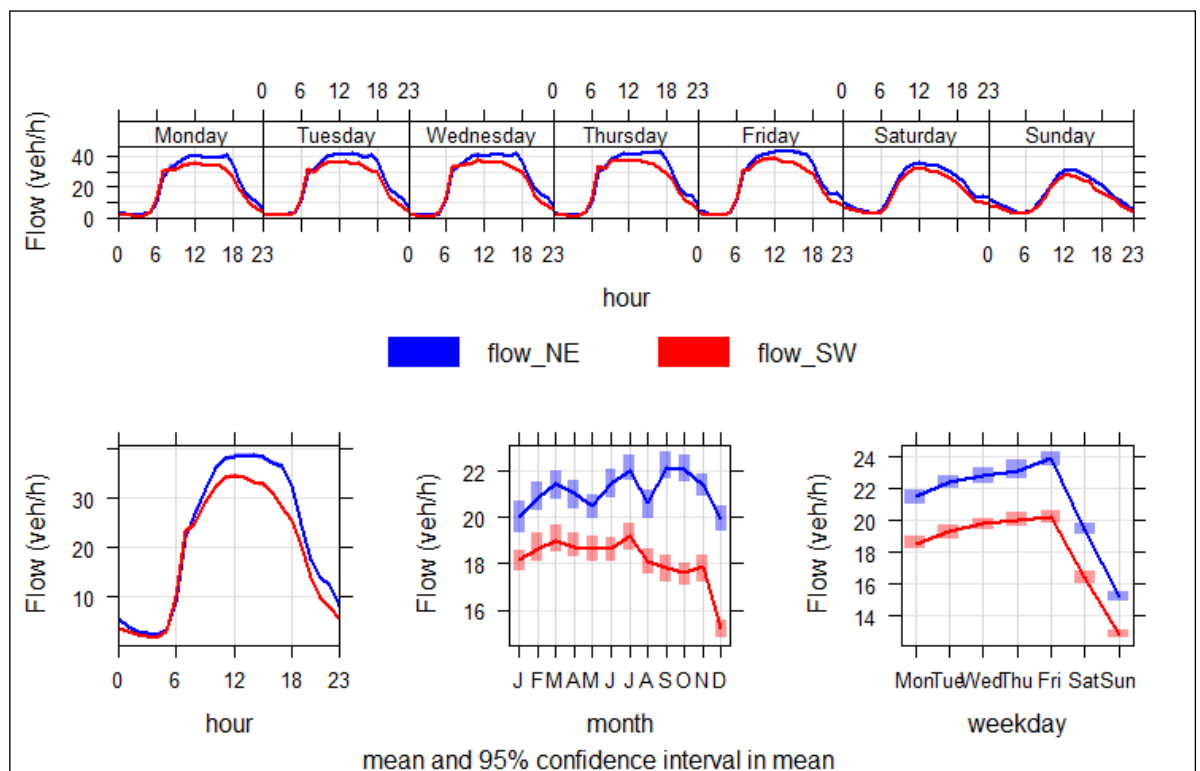 0 6 12 18 23 0 6 12 18 23 0 6 12 18 23
Monday Tuesday Wednesday Thursday Friday Saturday Sunday
Flow (veh/h)
40
20
0
0 6 12 18 23 0 6 12 18 23 0 6 12 18 23 0 6 12 18 23
hour
flow_NE flow_SW
Flow (veh/h)
30
20
10
0 6 12 18 23
hour
Flow (veh/h)
22
20
18
16
J F M A M J J A S O N D
month
Flow (veh/h)
24
22
20
18
16
14
Mon Tue Wed Thu Fri Sat Sun
weekday
mean and 95% confidence interval in mean